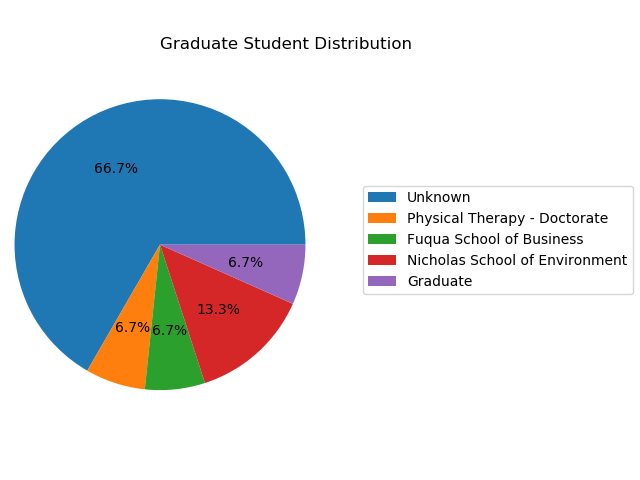 Graduate Student Distribution
66.7%
6.7%
6.7%
13.3%
6.7%
Unknown
Physical Therapy - Doctorate
Fuqua School of Business
Nicholas School of Environment
Graduate